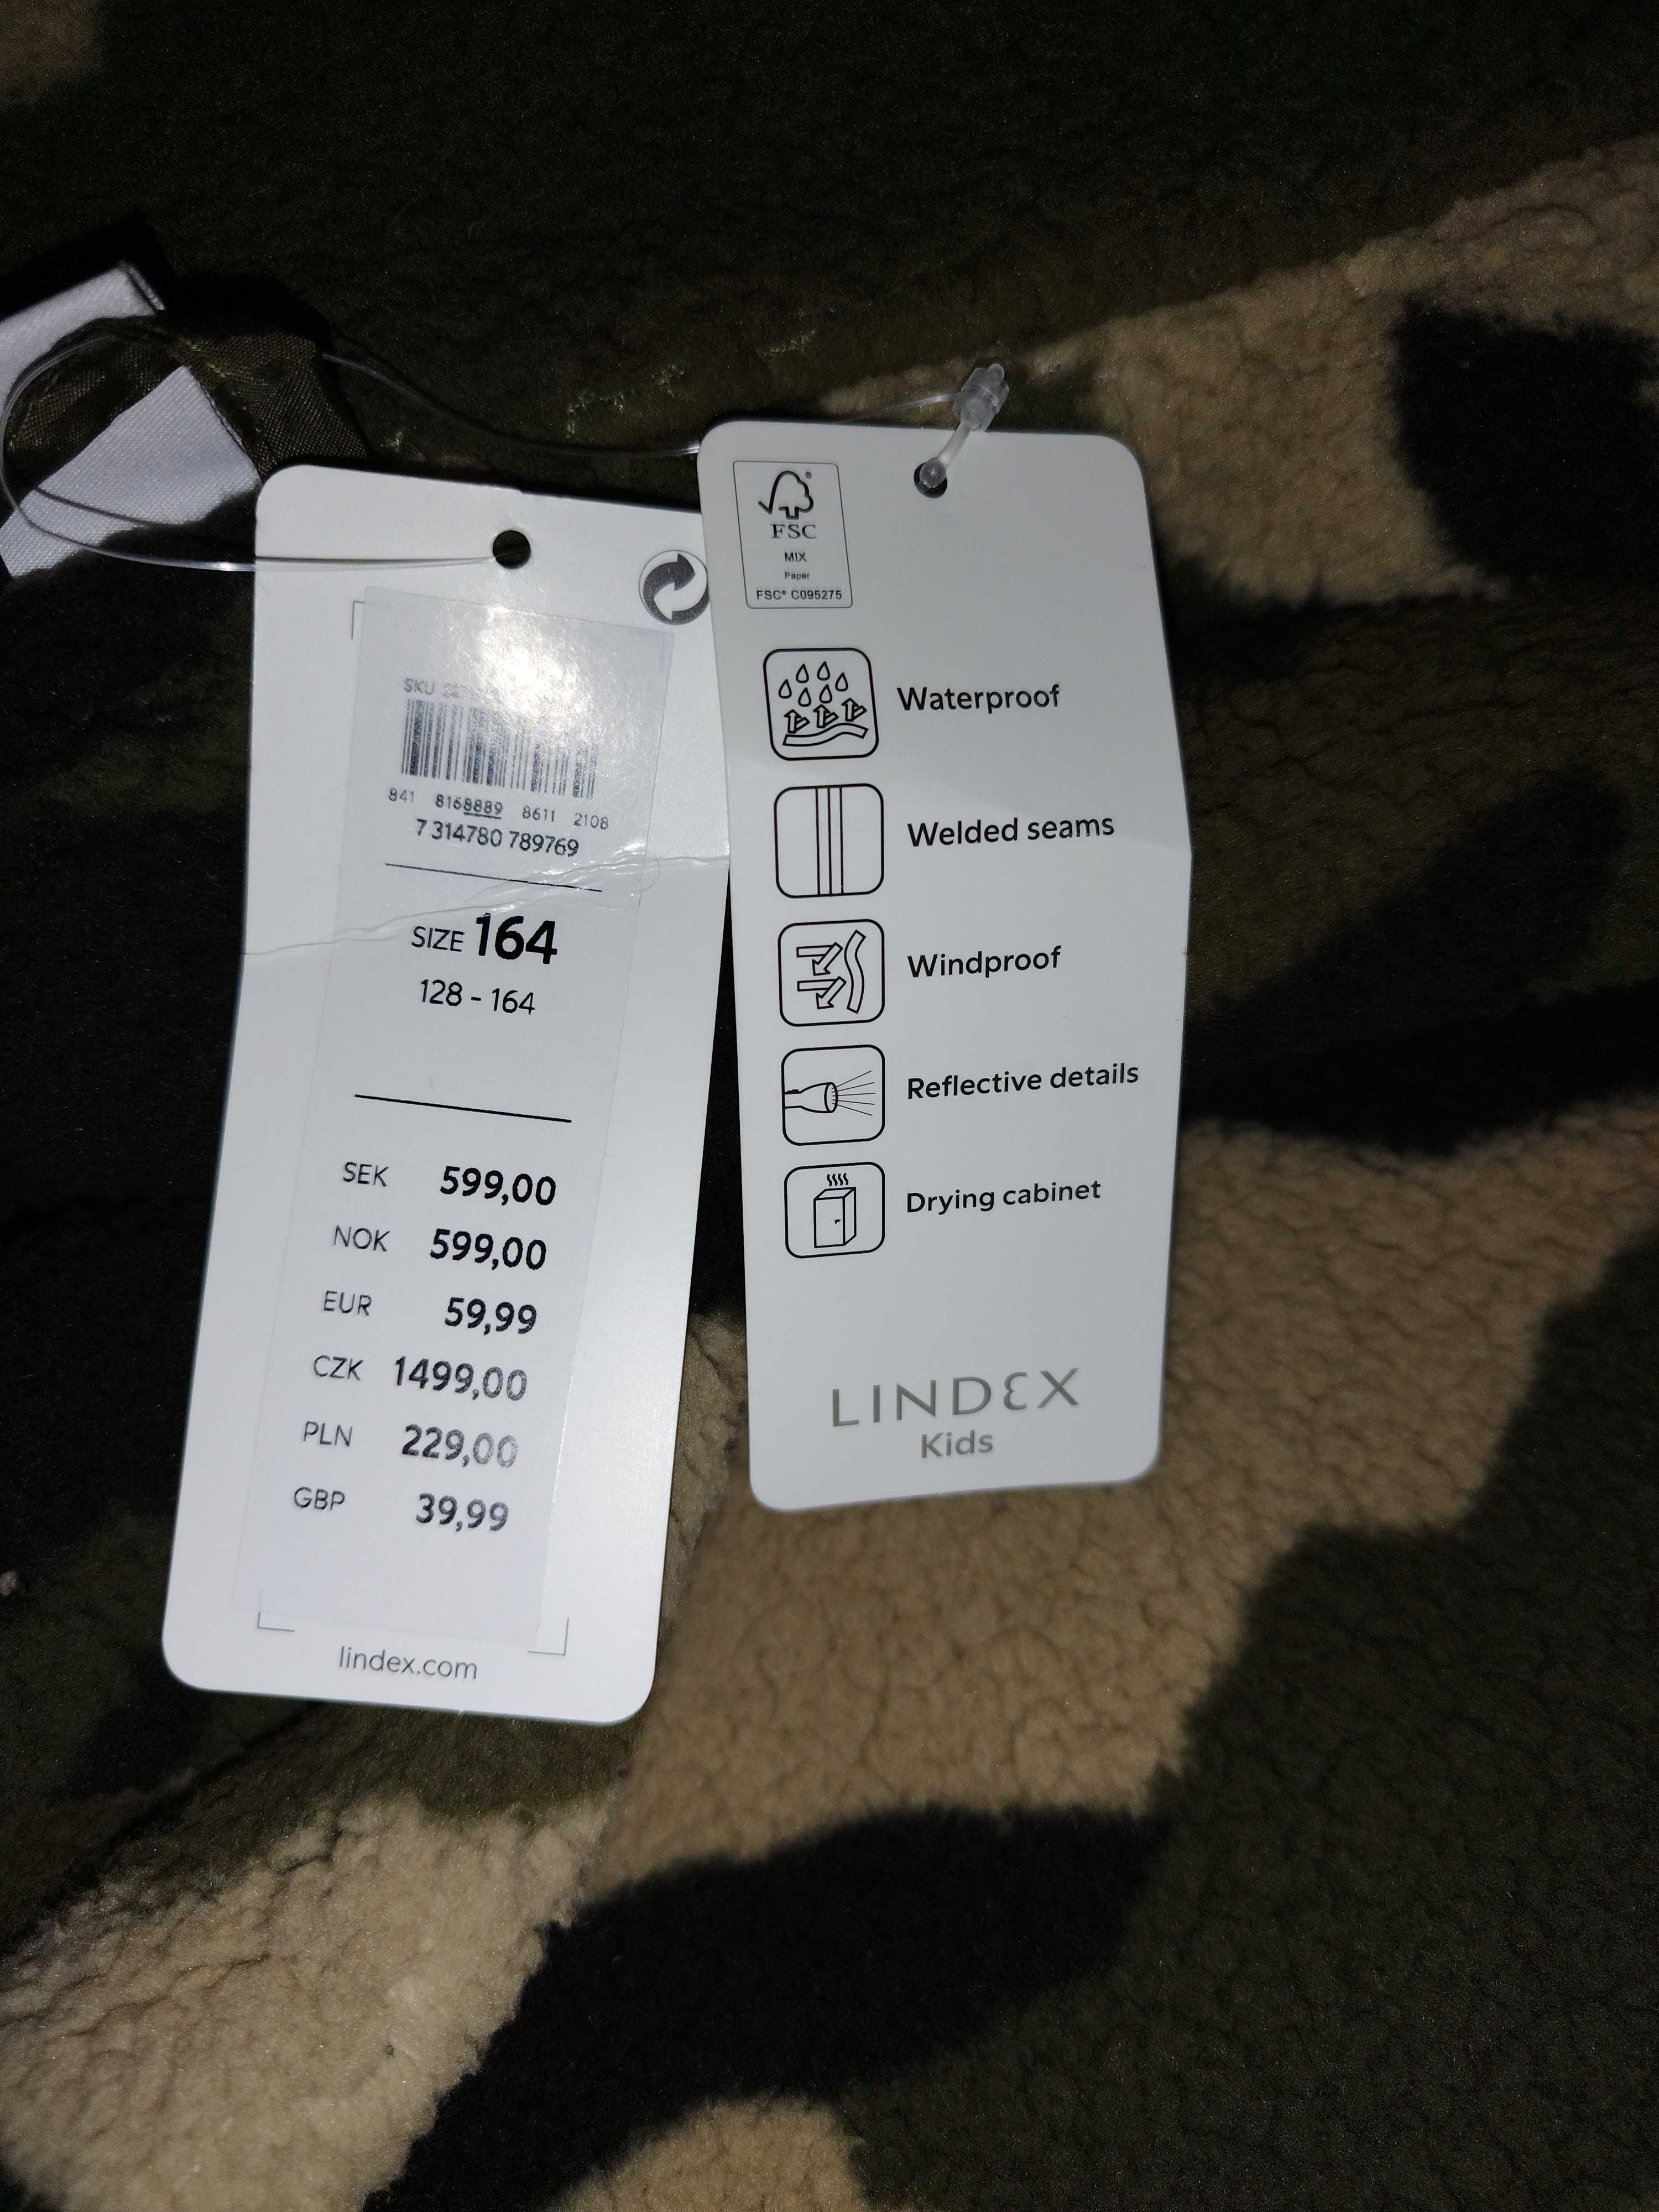 SKU
841 8168889 8611 2108
7 314780 789769
SIZE 164
128 - 164
SEK 599,00
NOK 599,00
EUR 59,99
CZK 1499,00
PLN 229,00
GBP 39,99
lindex.com
FSC
MIX
Paper
FSC® C095275
Waterproof
Welded seams
Windproof
Reflective details
Drying cabinet
LINDEX
Kids